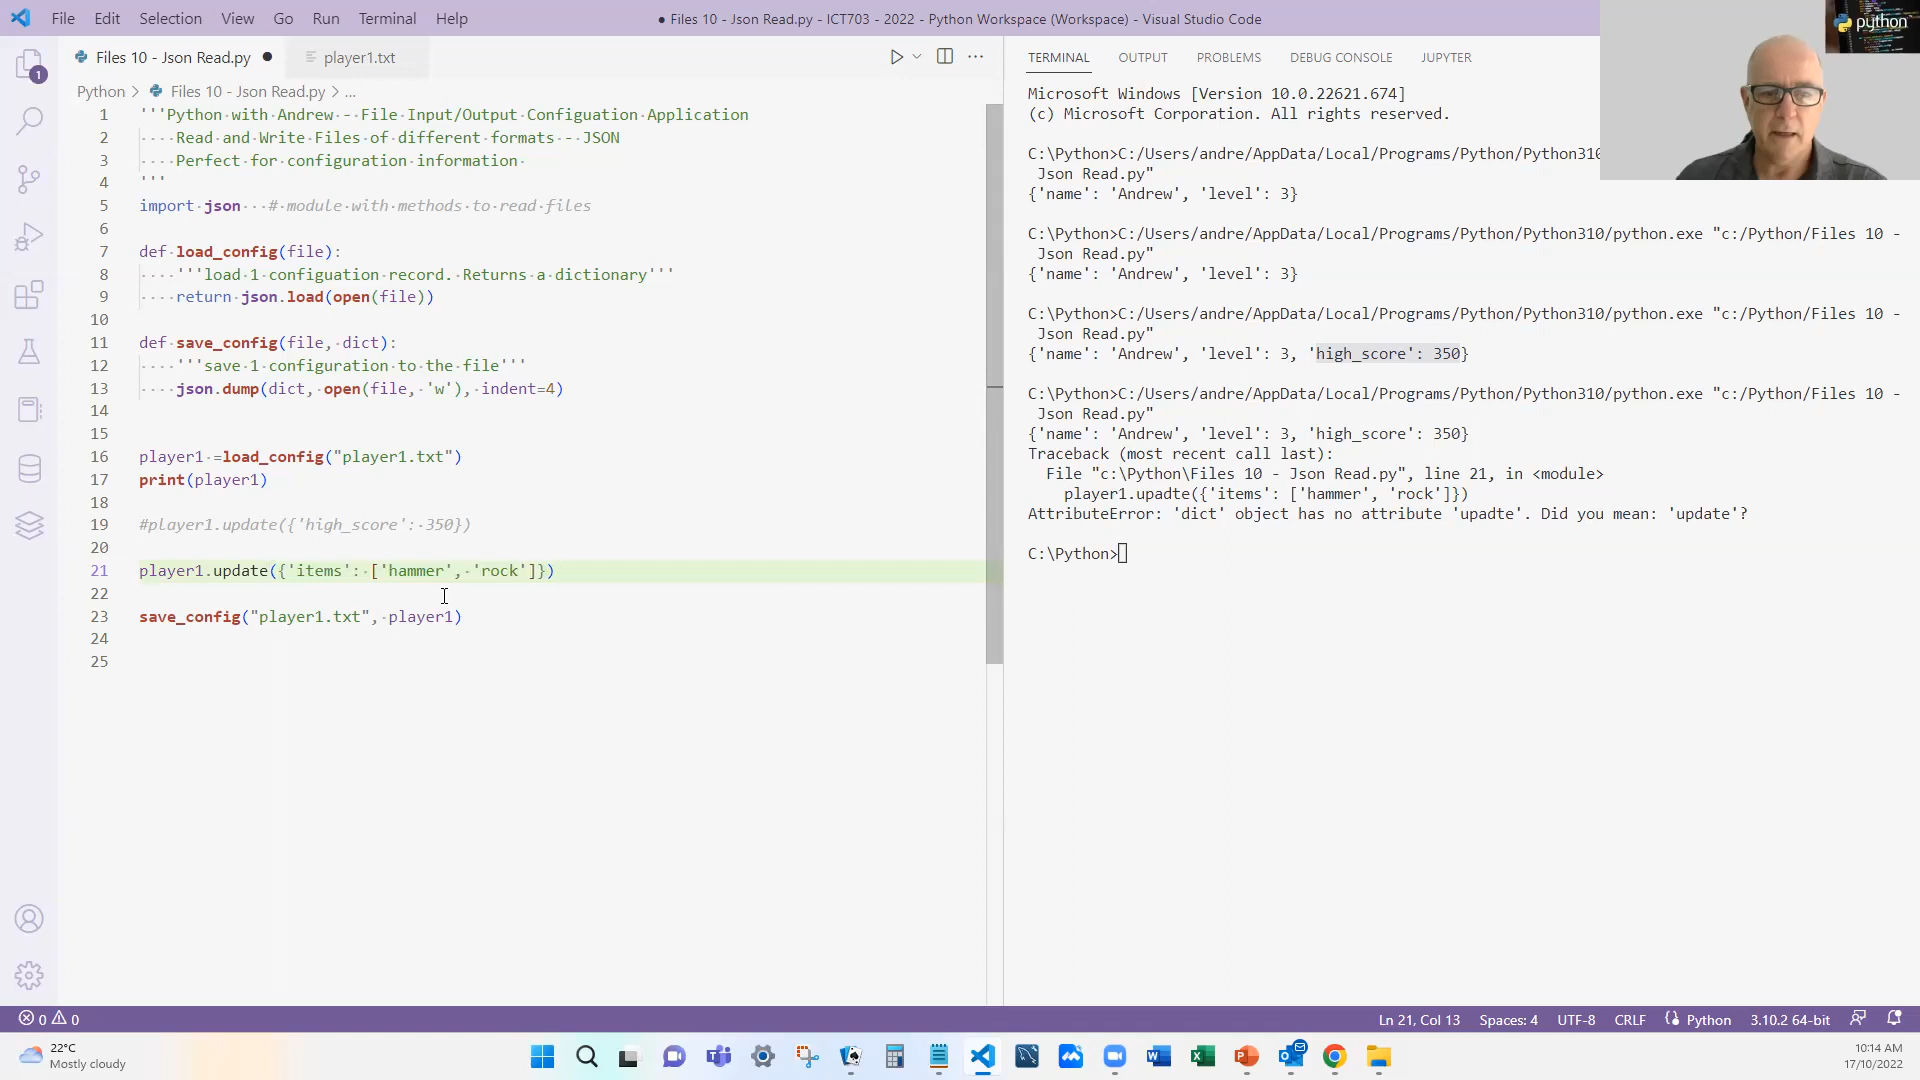 File Edit Selection View Go Run Terminal Help
● Files 10 - Json Read.py - ICT703 - 2022 - Python Workspace (Workspace) - Visual Studio Code
python
Files 10 - Json Read.py
player1.txt
Python > Files 10 - Json Read.py > ...
1 '''Python with Andrew -- File Input/Output Configuation Application
2 Read and Write Files of different formats -- JSON
3 Perfect for configuration information
4 '''
5 import json # module with methods to read files
6
7 def load_config(file):
8 '''load 1 configuation record. Returns a dictionary'''
9 return json.load(open(file))
10
11 def save_config(file, dict):
12 '''save 1 configuration to the file'''
13 json.dump(dict, open(file, 'w'), indent=4)
14
15
16 player1 =load_config("player1.txt")
17 print(player1)
18
19 #player1.update({'high_score': 350})
20
21 player1.update({'items': ['hammer', 'rock']})
22
23 save_config("player1.txt", player1)
24
25
TERMINAL OUTPUT PROBLEMS DEBUG CONSOLE JUPYTER
Microsoft Windows [Version 10.0.22621.674]
(c) Microsoft Corporation. All rights reserved.
C:\Python>C:/Users/andre/AppData/Local/Programs/Python/Python310
Json Read.py"
{'name': 'Andrew', 'level': 3}
C:\Python>C:/Users/andre/AppData/Local/Programs/Python/Python310/python.exe "c:/Python/Files 10 -
Json Read.py"
{'name': 'Andrew', 'level': 3}
C:\Python>C:/Users/andre/AppData/Local/Programs/Python/Python310/python.exe "c:/Python/Files 10 -
Json Read.py"
{'name': 'Andrew', 'level': 3, 'high_score': 350}
C:\Python>C:/Users/andre/AppData/Local/Programs/Python/Python310/python.exe "c:/Python/Files 10 -
Json Read.py"
{'name': 'Andrew', 'level': 3, 'high_score': 350}
Traceback (most recent call last):
File "c:\Python\Files 10 - Json Read.py", line 21, in <module>
player1.upadte({'items': ['hammer', 'rock']})
AttributeError: 'dict' object has no attribute 'upadte'. Did you mean: 'update'?
C:\Python>
1
0 0
Ln 21, Col 13 Spaces: 4 UTF-8 CRLF Python 3.10.2 64-bit
22°C
Mostly cloudy
10:14 AM
17/10/2022